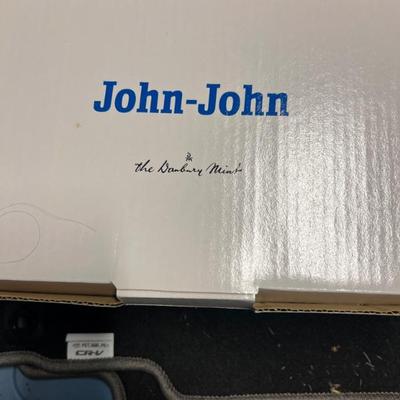 John-John
the Danbury Mint
CR-V